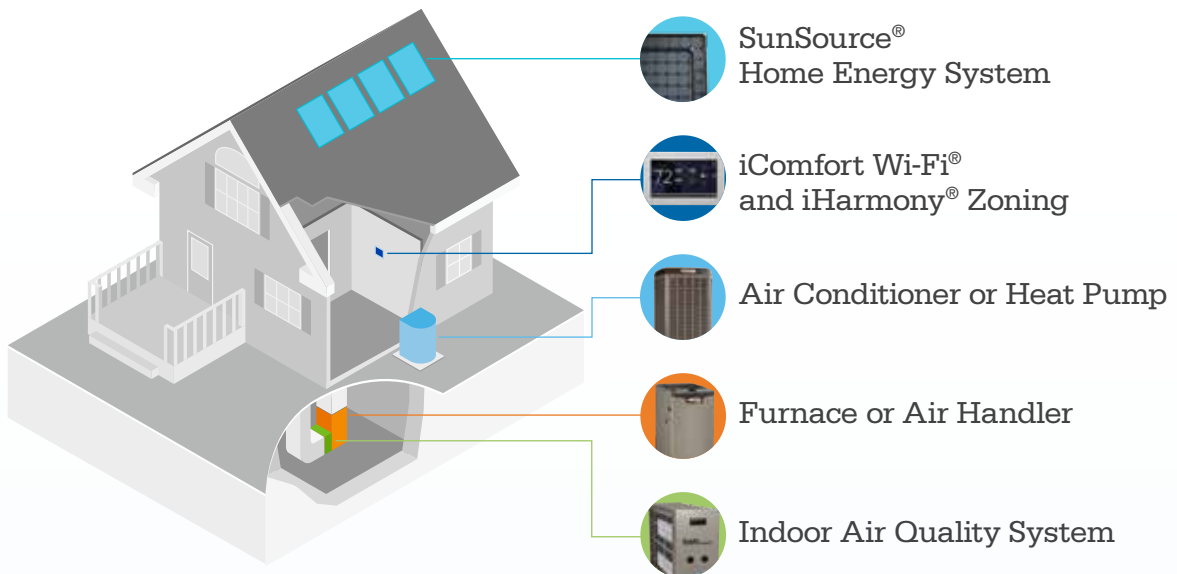 SunSource®
Home Energy System
72
iComfort Wi-Fi®
and iHarmony® Zoning
Air Conditioner or Heat Pump
Furnace or Air Handler
Indoor Air Quality System